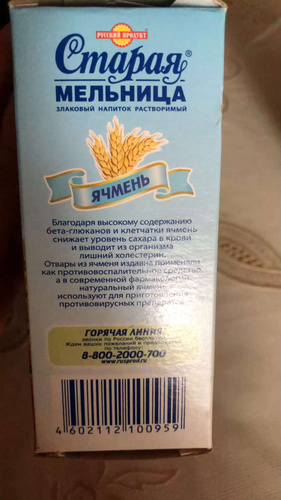 РУССКИЙ ПРОДУКТ
Старая®
МЕЛЬНИЦА
ЗЛАКОВЫЙ НАПИТОК РАСТВОРИМЫЙ
ЯЧМЕНЬ
Благодаря высокому содержанию
бета-глюканов и клетчатки ячмень
снижает уровень сахара в крови
и выводит из организма
лишний холестерин.
Отвары из ячменя издавна применяли
как противовоспалительное средство,
а в современной фармакологии
натуральный ячмень
используют для приготовления
противовирусных препаратов.
ГОРЯЧАЯ ЛИНИЯ
звонки по России бесплатно
Ждем ваших пожеланий и предложений
по телефону:
8-800-2000-700
www.rusprod.ru
4 602112 100959